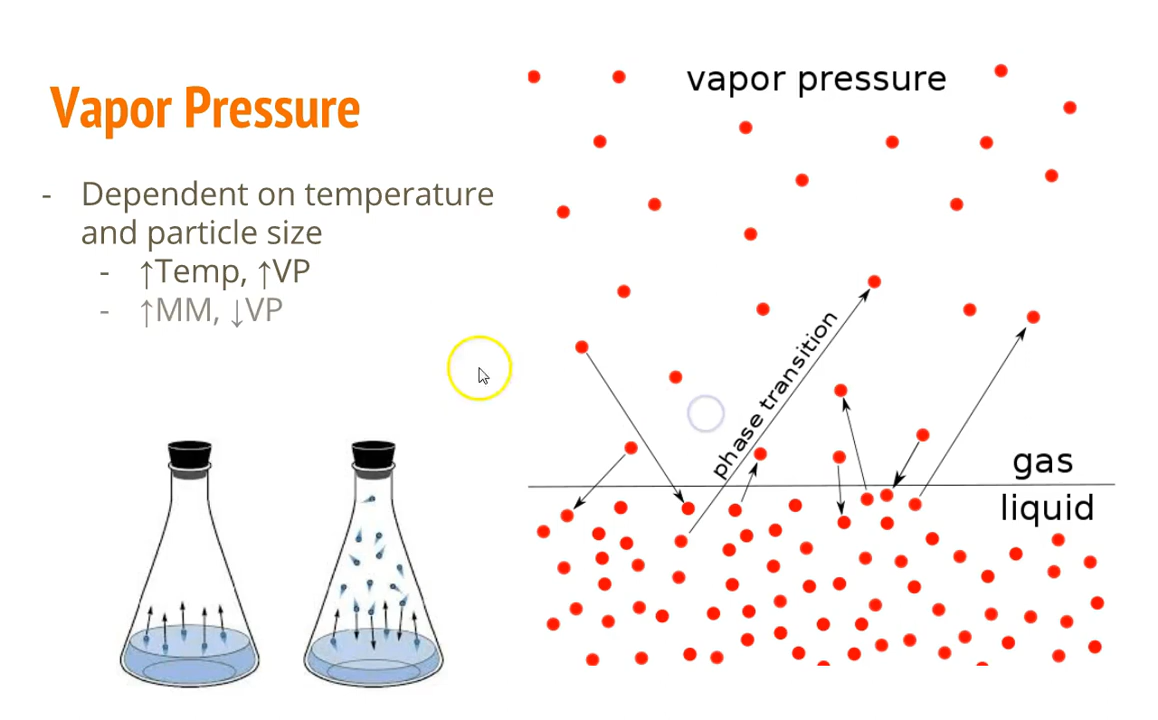 Vapor Pressure
- Dependent on temperature
and particle size
- ↑Temp, ↑VP
- ↑MM, ↓VP
vapor pressure
phase transition
gas
liquid